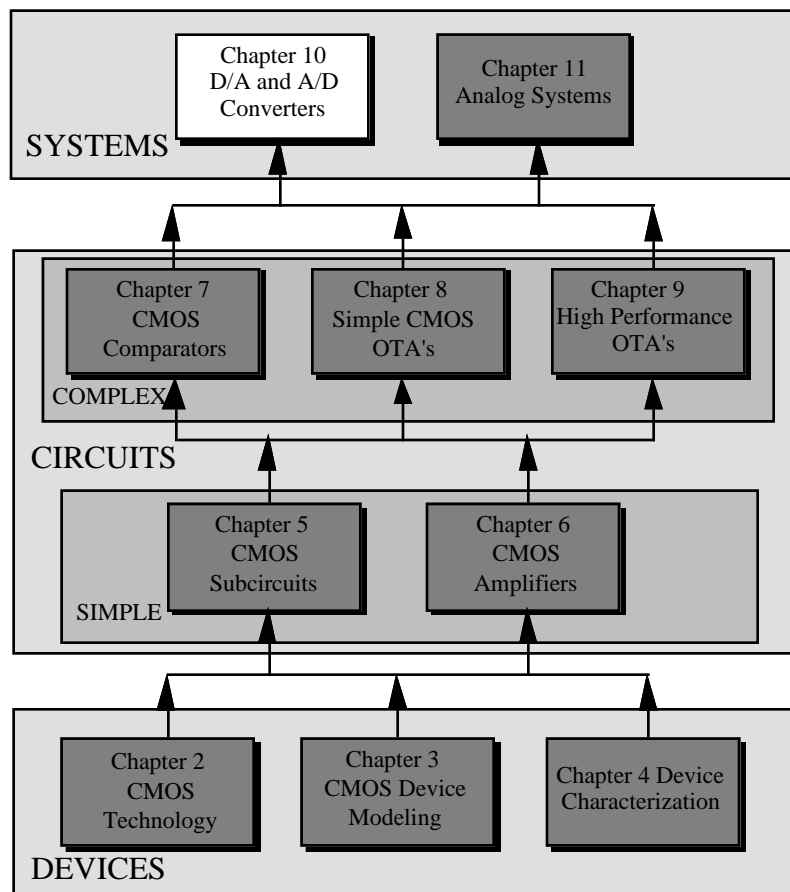 Chapter 10
D/A and A/D
Converters
Chapter 11
Analog Systems
SYSTEMS
Chapter 7
CMOS
Comparators
Chapter 8
Simple CMOS
OTA's
Chapter 9
High Performance
OTA's
COMPLEX
CIRCUITS
Chapter 5
CMOS
Subcircuits
Chapter 6
CMOS
Amplifiers
SIMPLE
Chapter 2
CMOS
Technology
Chapter 3
CMOS Device
Modeling
Chapter 4 Device
Characterization
DEVICES